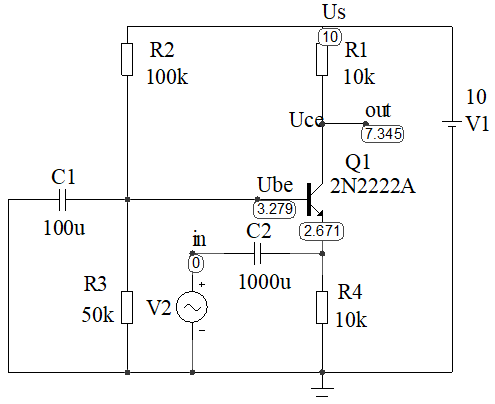 Us
10
R2
100k
R1
10k
10
V1
Uce
out
7.345
Q1
2N2222A
C1
100u
Ube
3.279
in
0
C2
1000u
2.671
R3
50k
V2
+
−
R4
10k